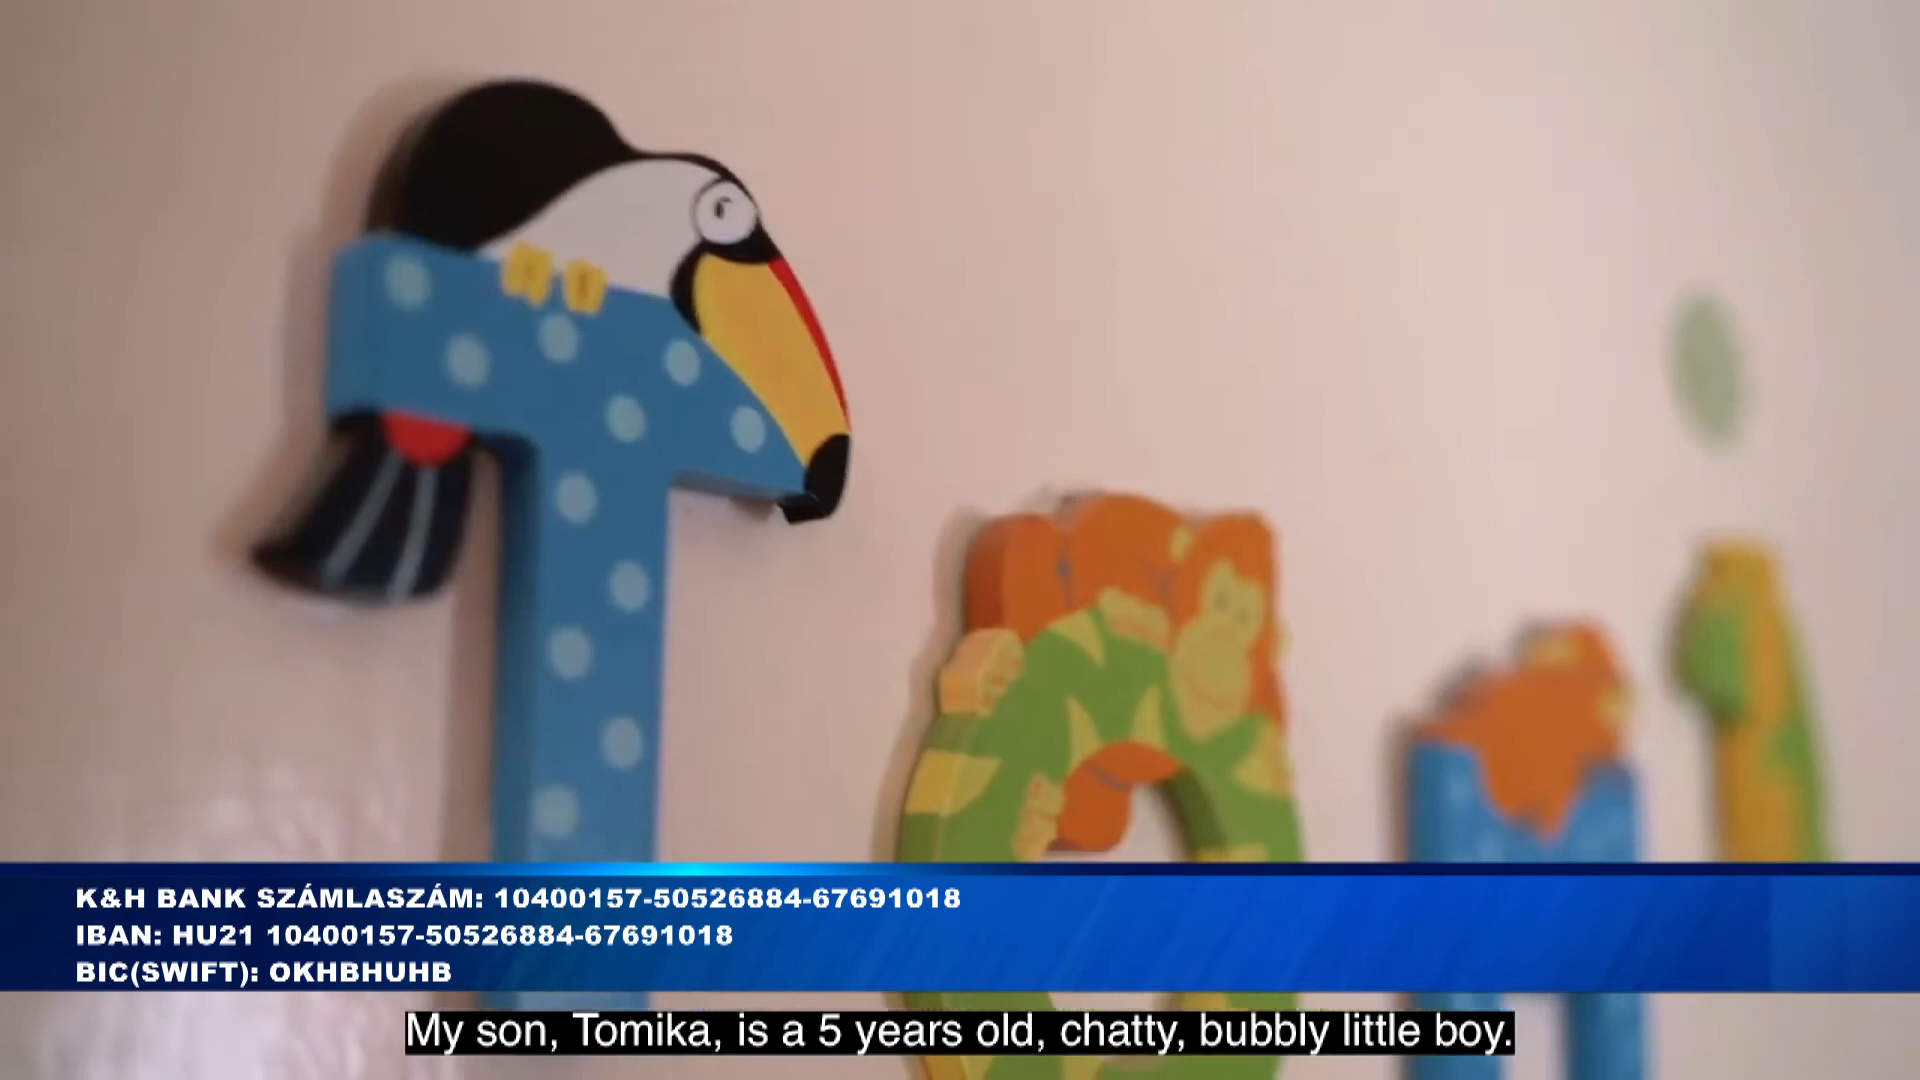 Tomi
K&H BANK SZÁMLASZÁM: 10400157-50526884-67691018
IBAN: HU21 10400157-50526884-67691018
BIC(SWIFT): OKHBHUHB
My son, Tomika, is a 5 years old, chatty, bubbly little boy.